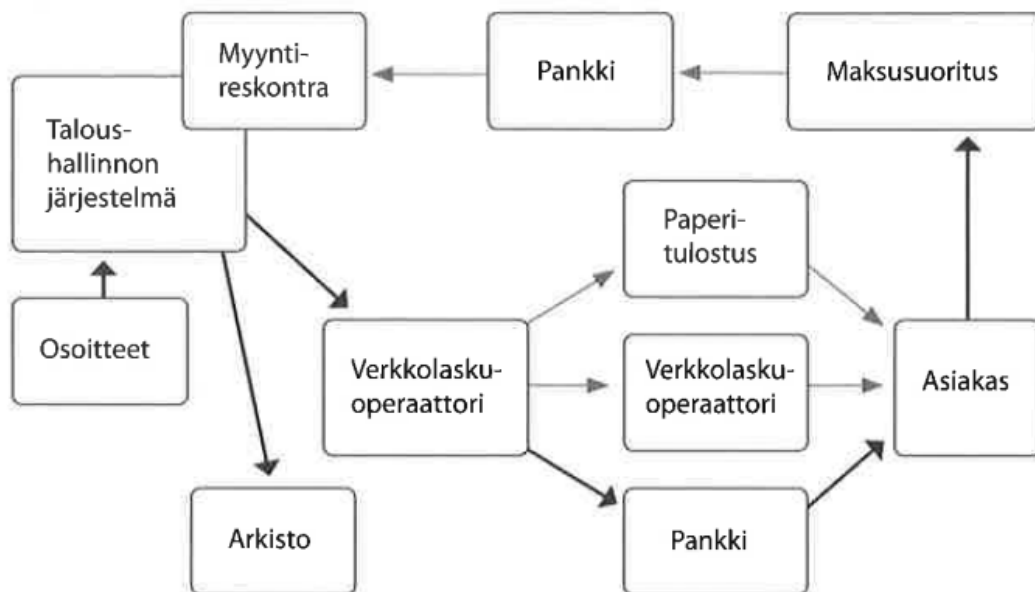 Myynti-
reskontra
Pankki
Maksusuoritus
Talous-
hallinnon
järjestelmä
Paperi-
tulostus
Osoitteet
Verkkolasku-
operaattori
Verkkolasku-
operaattori
Asiakas
Arkisto
Pankki